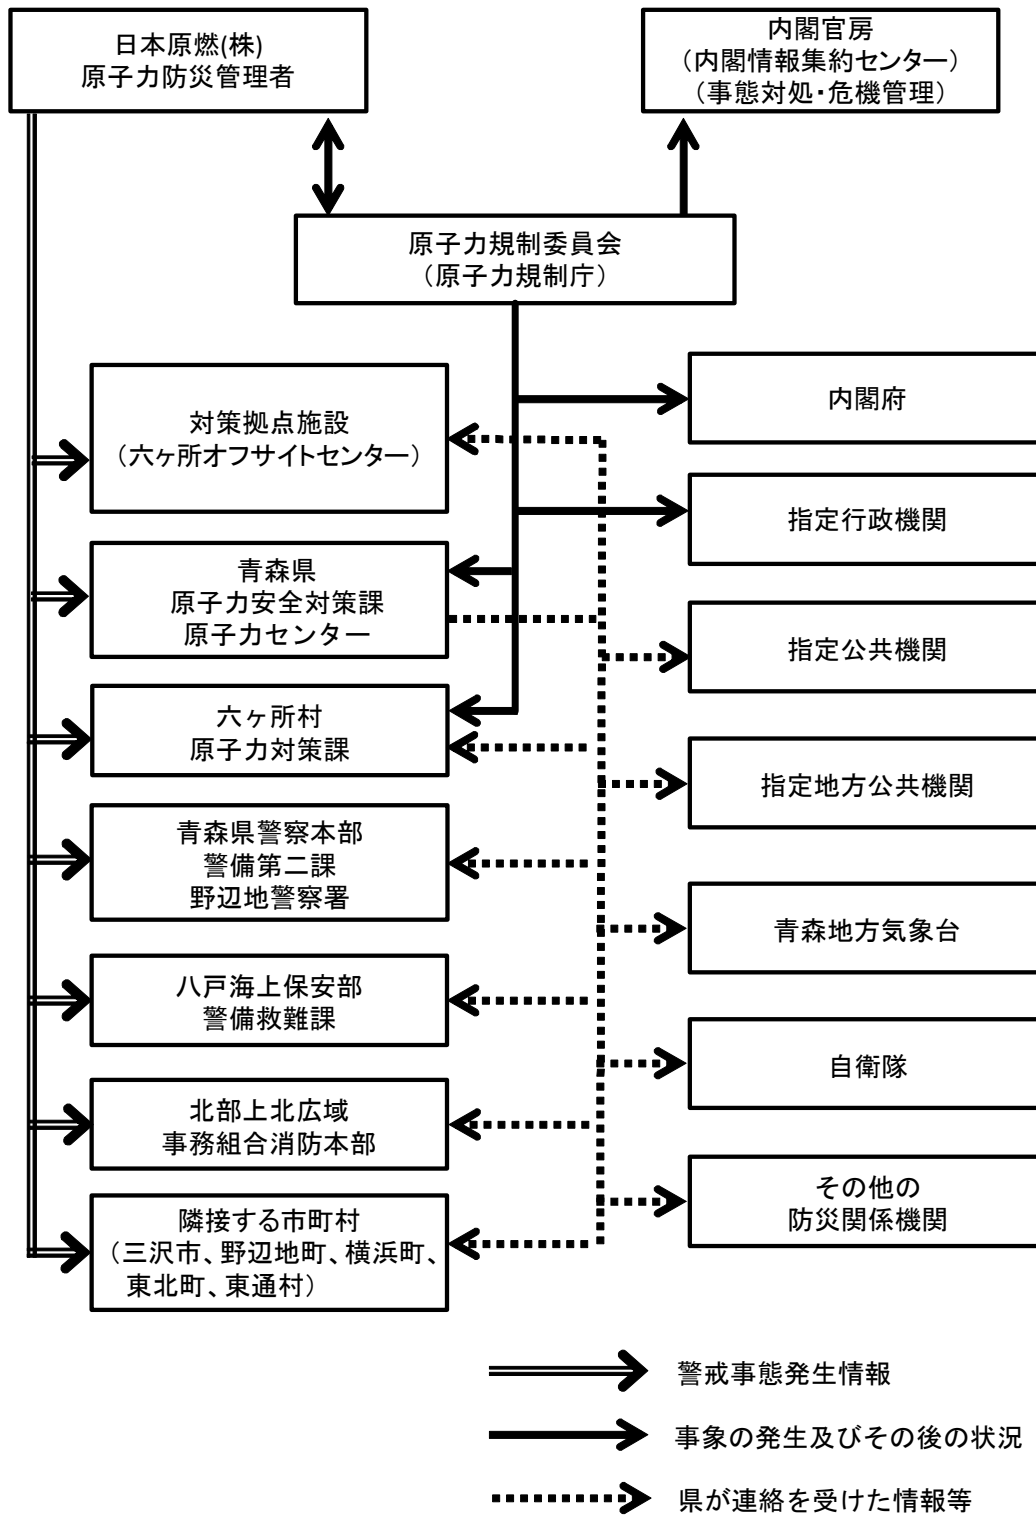 日本原燃(株)
原子力防災管理者
内閣官房
（内閣情報集約センター）
（事態対処・危機管理）
原子力規制委員会
（原子力規制庁）
対策拠点施設
（六ヶ所オフサイトセンター）
青森県
原子力安全対策課
原子力センター
六ヶ所村
原子力対策課
青森県警察本部
警備第二課
野辺地警察署
八戸海上保安部
警備救難課
北部上北広域
事務組合消防本部
隣接する市町村
（三沢市、野辺地町、横浜町、
東北町、東通村）
内閣府
指定行政機関
指定公共機関
指定地方公共機関
青森地方気象台
自衛隊
その他の
防災関係機関
警戒事態発生情報
事象の発生及びその後の状況
県が連絡を受けた情報等